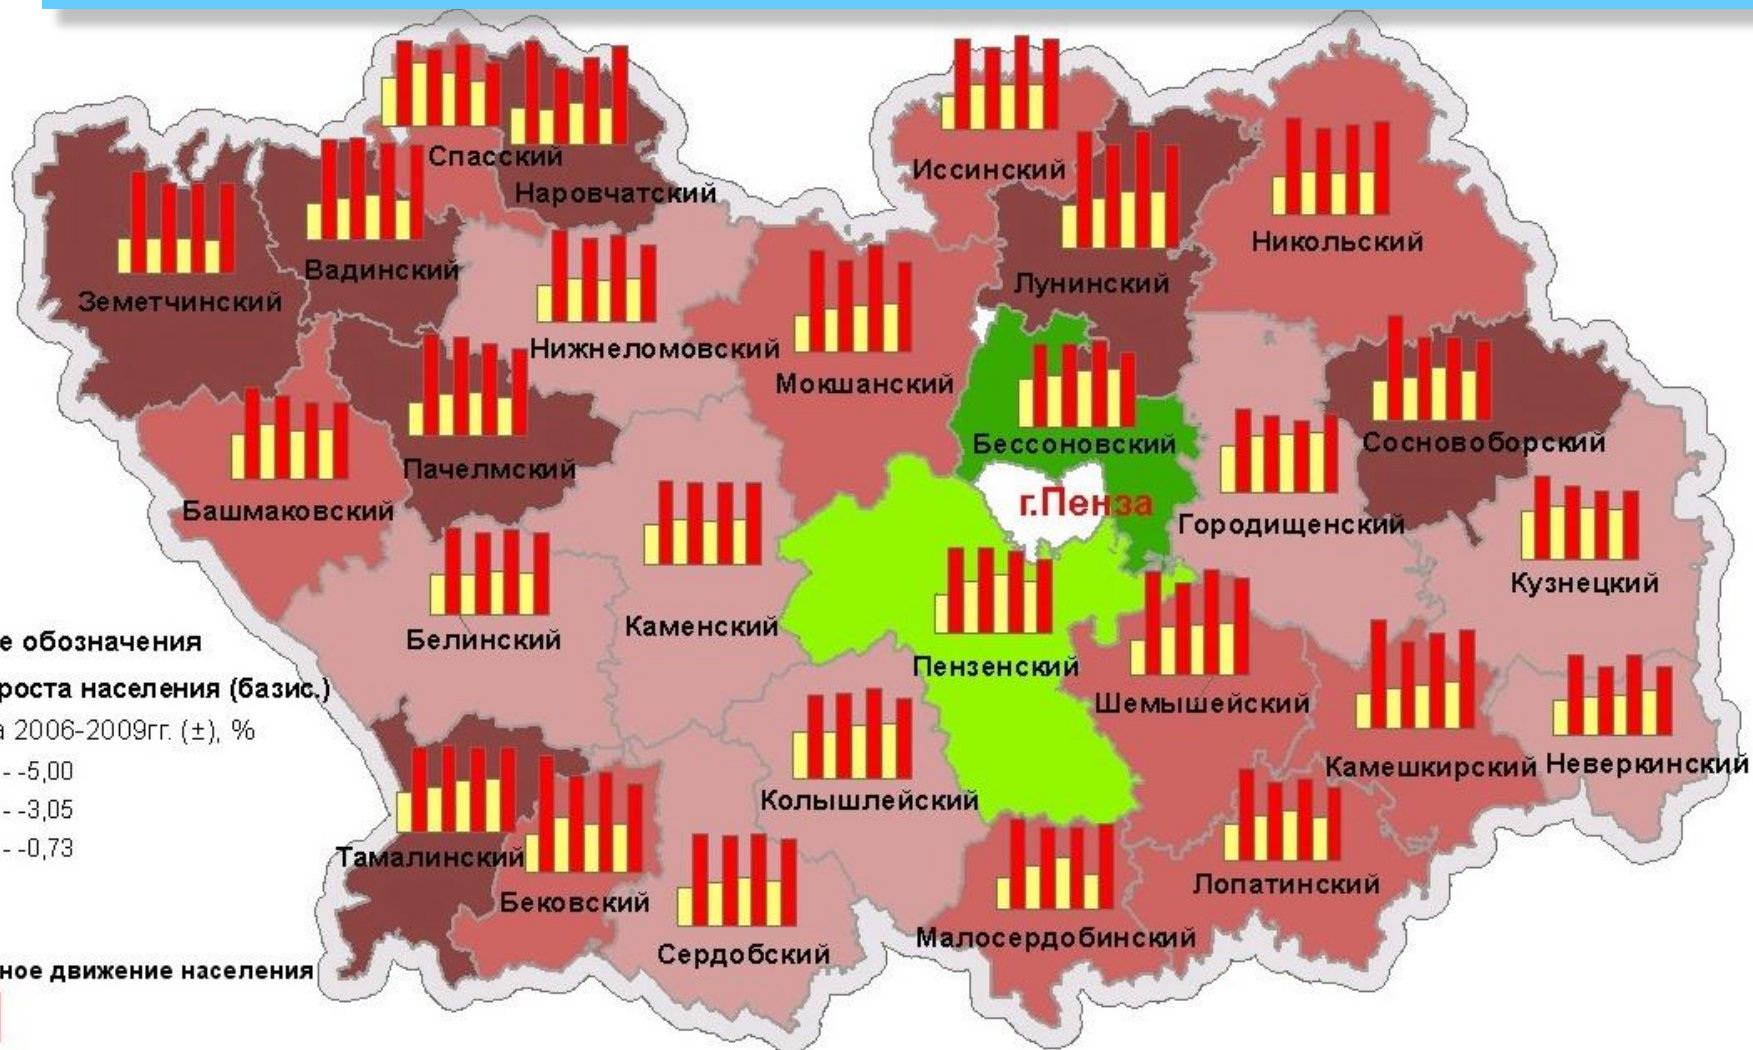 Спасский
Наровчатский
Иссинский
Никольский
Вадинский
Земетчинский
Лунинский
Нижнеломовский
Мокшанский
Бессоновский
Сосновоборский
Пачелмский
Башмаковский
г.Пенза
Городищенский
Кузнецкий
Белинский
Каменский
Пензенский
Шемышейский
Камешкирский
Неверкинский
Колышлейский
Тамалинский
Бековский
Сердобский
Малосердобинский
Лопатинский
е обозначения
роста населения (базис.)
а 2006-2009гг. (±), %
- -5,00
- -3,05
- -0,73
ное движение населения